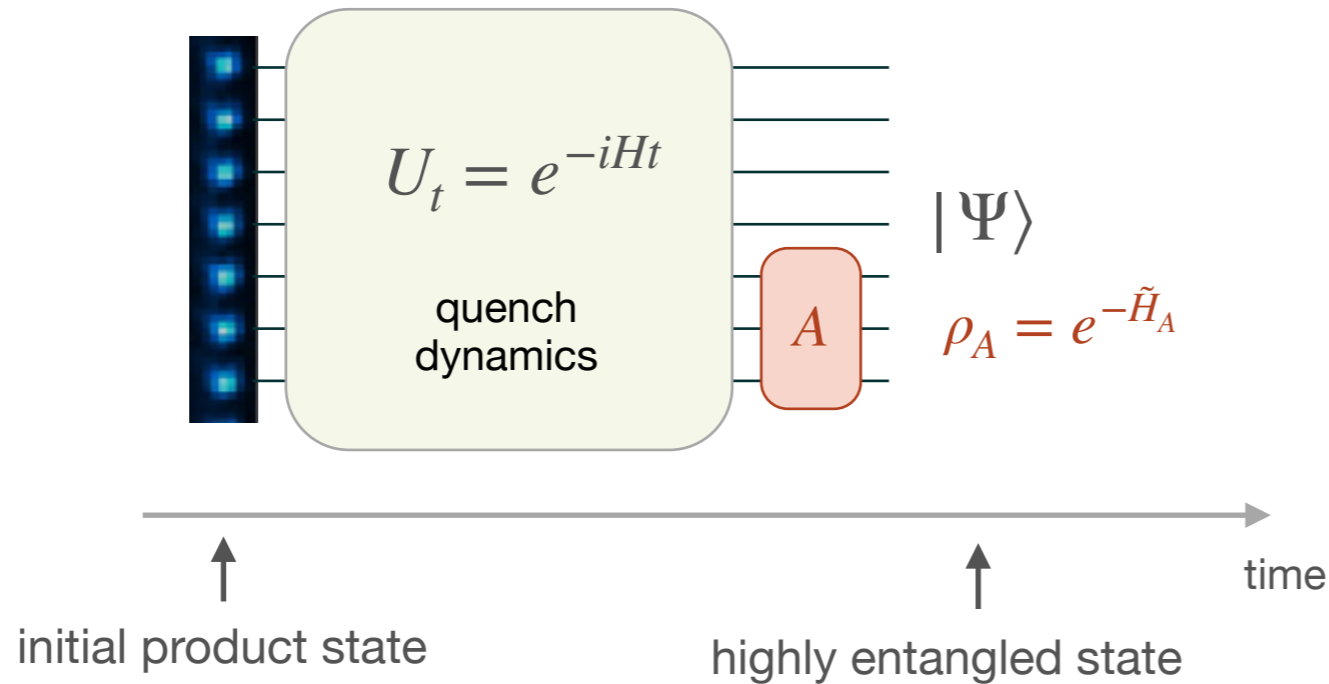 U_t = e^{-iHt}
quench
dynamics
A
|Ψ⟩
ρ_A = e^{-H̃_A}
time
initial product state
highly entangled state